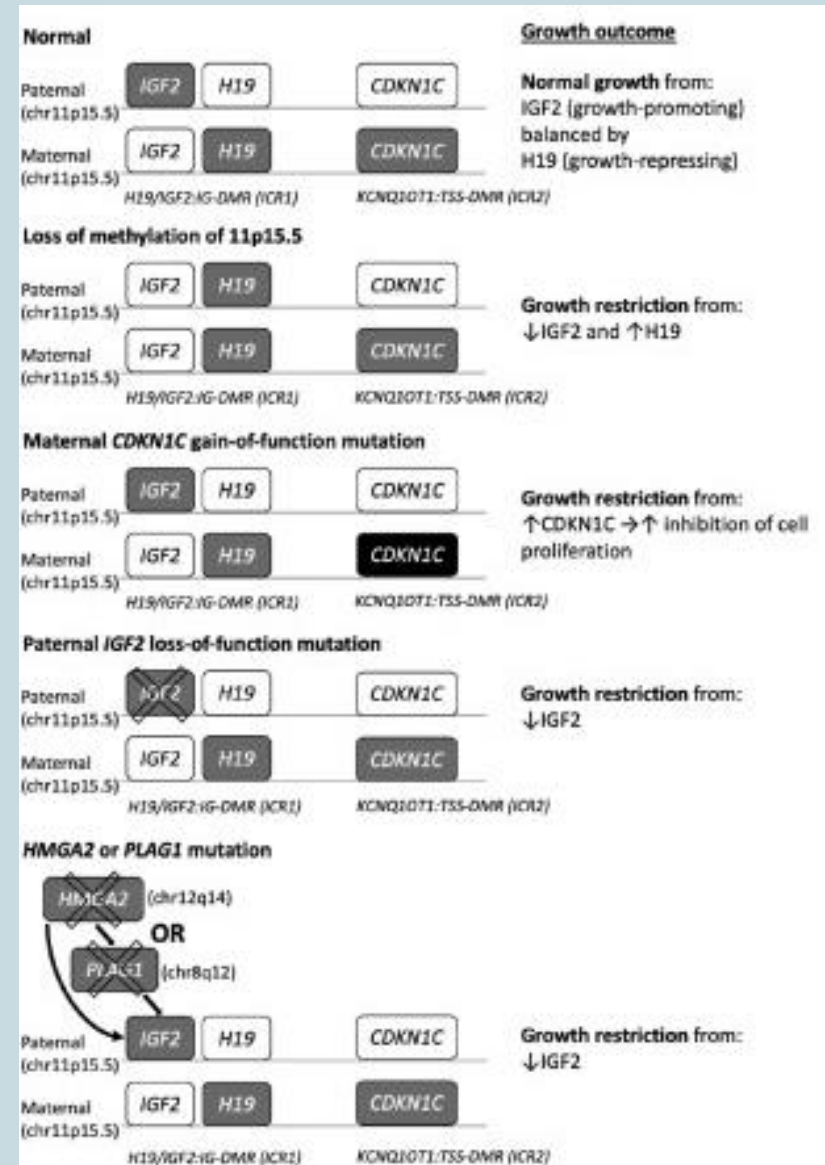 Normal
Growth outcome
Paternal
(chr11p15.5)
IGF2 H19 CDKN1C
Maternal
(chr11p15.5)
IGF2 H19 CDKN1C
H19/IGF2:IG-DMR (ICR1) KCNQ1OT1:TSS-DMR (ICR2)
Normal growth from:
IGF2 (growth-promoting)
balanced by
H19 (growth-repressing)
Loss of methylation of 11p15.5
Paternal
(chr11p15.5)
IGF2 H19 CDKN1C
Maternal
(chr11p15.5)
IGF2 H19 CDKN1C
H19/IGF2:IG-DMR (ICR1) KCNQ1OT1:TSS-DMR (ICR2)
Growth restriction from:
↓IGF2 and ↑H19
Maternal CDKN1C gain-of-function mutation
Paternal
(chr11p15.5)
IGF2 H19 CDKN1C
Maternal
(chr11p15.5)
IGF2 H19 CDKN1C
H19/IGF2:IG-DMR (ICR1) KCNQ1OT1:TSS-DMR (ICR2)
Growth restriction from:
↑CDKN1C →↑ inhibition of cell
proliferation
Paternal IGF2 loss-of-function mutation
Paternal
(chr11p15.5)
IGF2 H19 CDKN1C
Maternal
(chr11p15.5)
IGF2 H19 CDKN1C
H19/IGF2:IG-DMR (ICR1) KCNQ1OT1:TSS-DMR (ICR2)
Growth restriction from:
↓IGF2
HMGA2 or PLAG1 mutation
HMGA2 (chr12q14)
OR
PLAG1 (chr8q12)
Paternal
(chr11p15.5)
IGF2 H19 CDKN1C
Maternal
(chr11p15.5)
IGF2 H19 CDKN1C
H19/IGF2:IG-DMR (ICR1) KCNQ1OT1:TSS-DMR (ICR2)
Growth restriction from:
↓IGF2